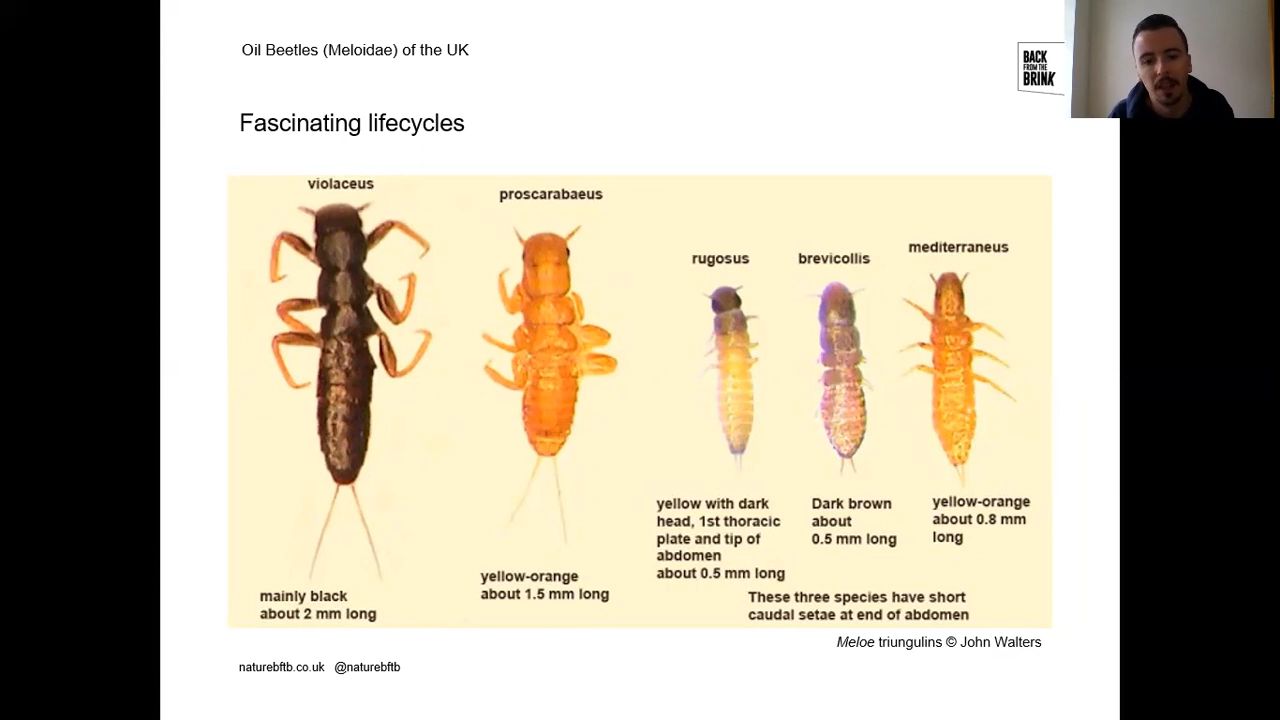 Oil Beetles (Meloidae) of the UK
BACK
FROM THE
BRINK
Fascinating lifecycles
violaceus
proscarabaeus
rugosus
brevicollis
mediterraneus
mainly black
about 2 mm long
yellow-orange
about 1.5 mm long
yellow with dark
head, 1st thoracic
plate and tip of
abdomen
about 0.5 mm long
Dark brown
about
0.5 mm long
yellow-orange
about 0.8 mm
long
These three species have short
caudal setae at end of abdomen
Meloe triungulins © John Walters
naturebftb.co.uk @naturebftb